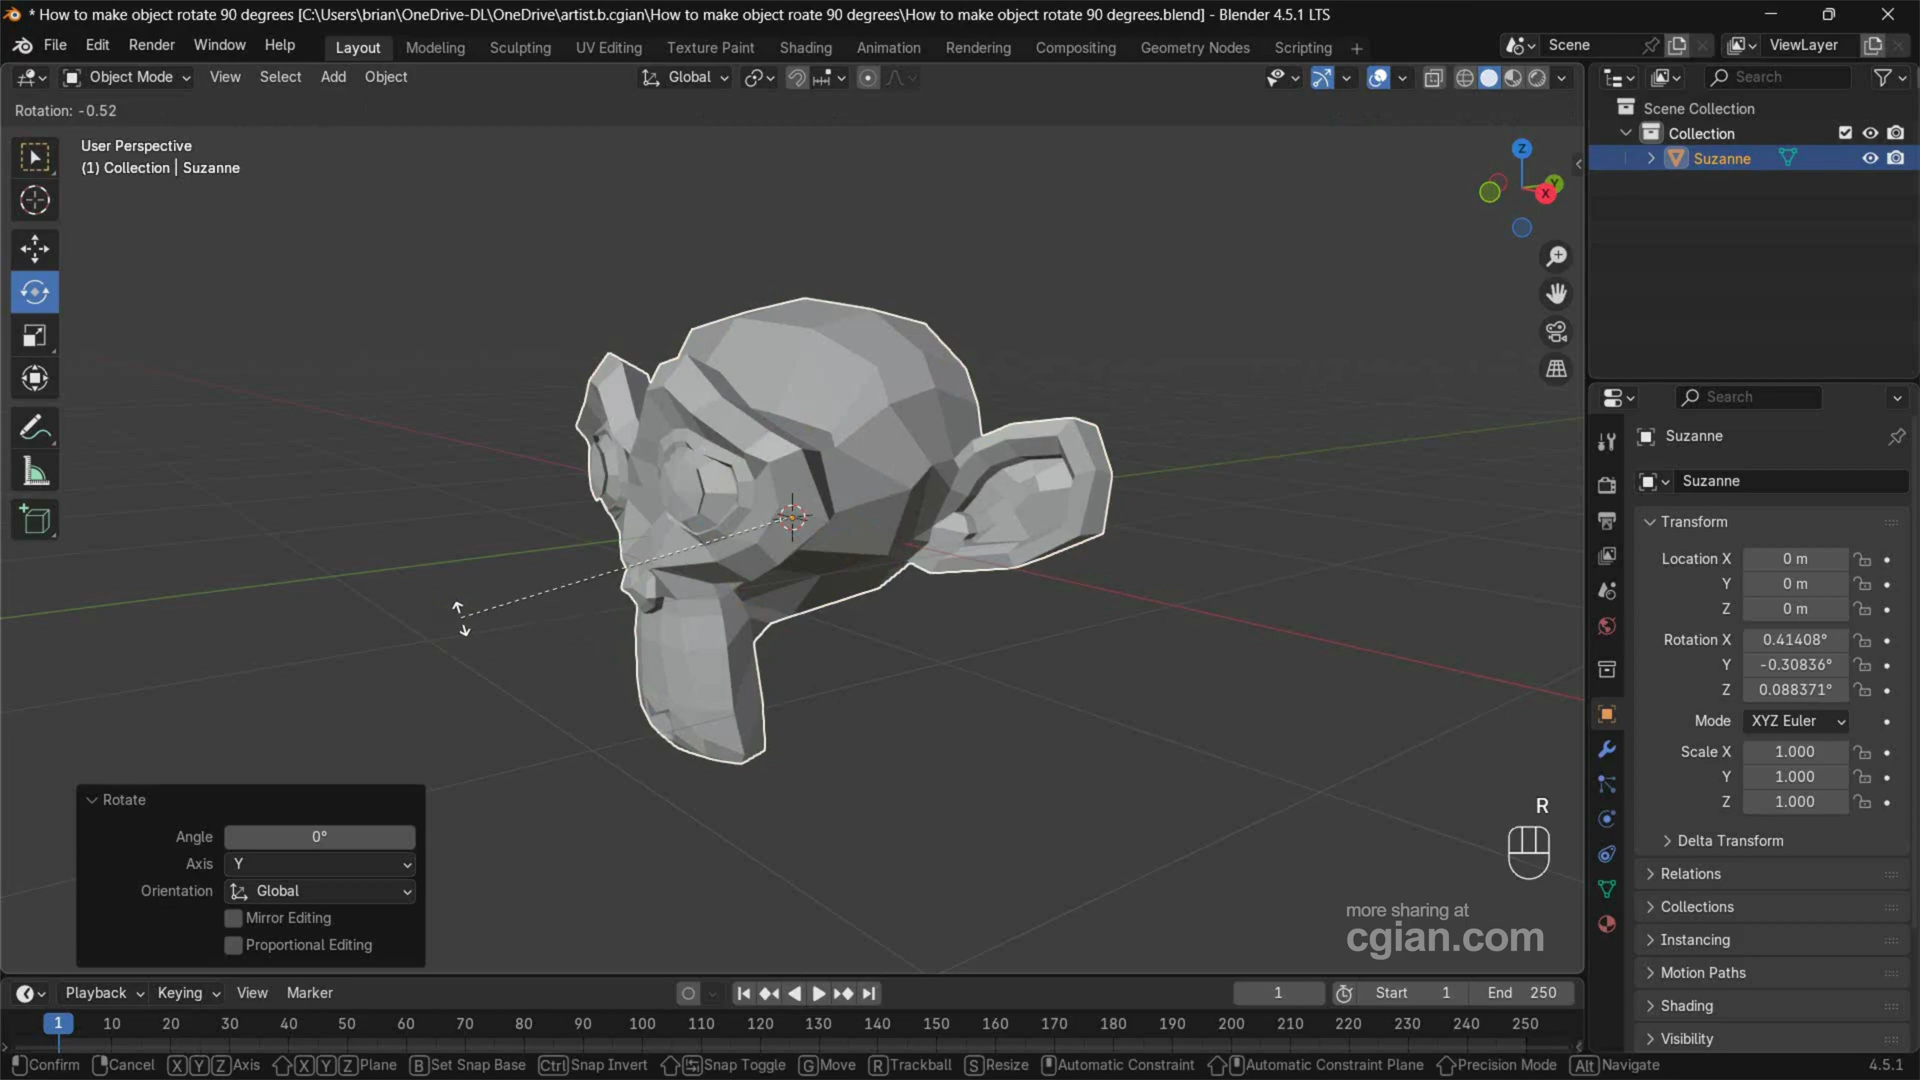 * How to make object rotate 90 degrees [C:\Users\brian\OneDrive-DL\OneDrive\artist.b.cgian\How to make object roate 90 degrees\How to make object rotate 90 degrees.blend] - Blender 4.5.1 LTS
File Edit Render Window Help Layout Modeling Sculpting UV Editing Texture Paint Shading Animation Rendering Compositing Geometry Nodes Scripting + Scene ViewLayer
Object Mode View Select Add Object Global Search
Rotation: -0.52
User Perspective
(1) Collection | Suzanne
Z
Y
X
Scene Collection
Collection
Suzanne
Search
Suzanne
Suzanne
Transform
Location X 0 m
Y 0 m
Z 0 m
Rotation X 0.41408°
Y -0.30836°
Z 0.088371°
Mode XYZ Euler
Scale X 1.000
Y 1.000
Z 1.000
Delta Transform
Relations
Collections
Instancing
Motion Paths
Shading
Visibility
Rotate
Angle 0°
Axis Y
Orientation Global
Mirror Editing
Proportional Editing
R
more sharing at
cgian.com
Playback Keying View Marker 1 Start 1 End 250
1 10 20 30 40 50 60 70 80 90 100 110 120 130 140 150 160 170 180 190 200 210 220 230 240 250
Confirm Cancel X Y Z Axis X Y Z Plane B Set Snap Base Ctrl Snap Invert Snap Toggle G Move R Trackball S Resize Automatic Constraint Automatic Constraint Plane Precision Mode Alt Navigate 4.5.1